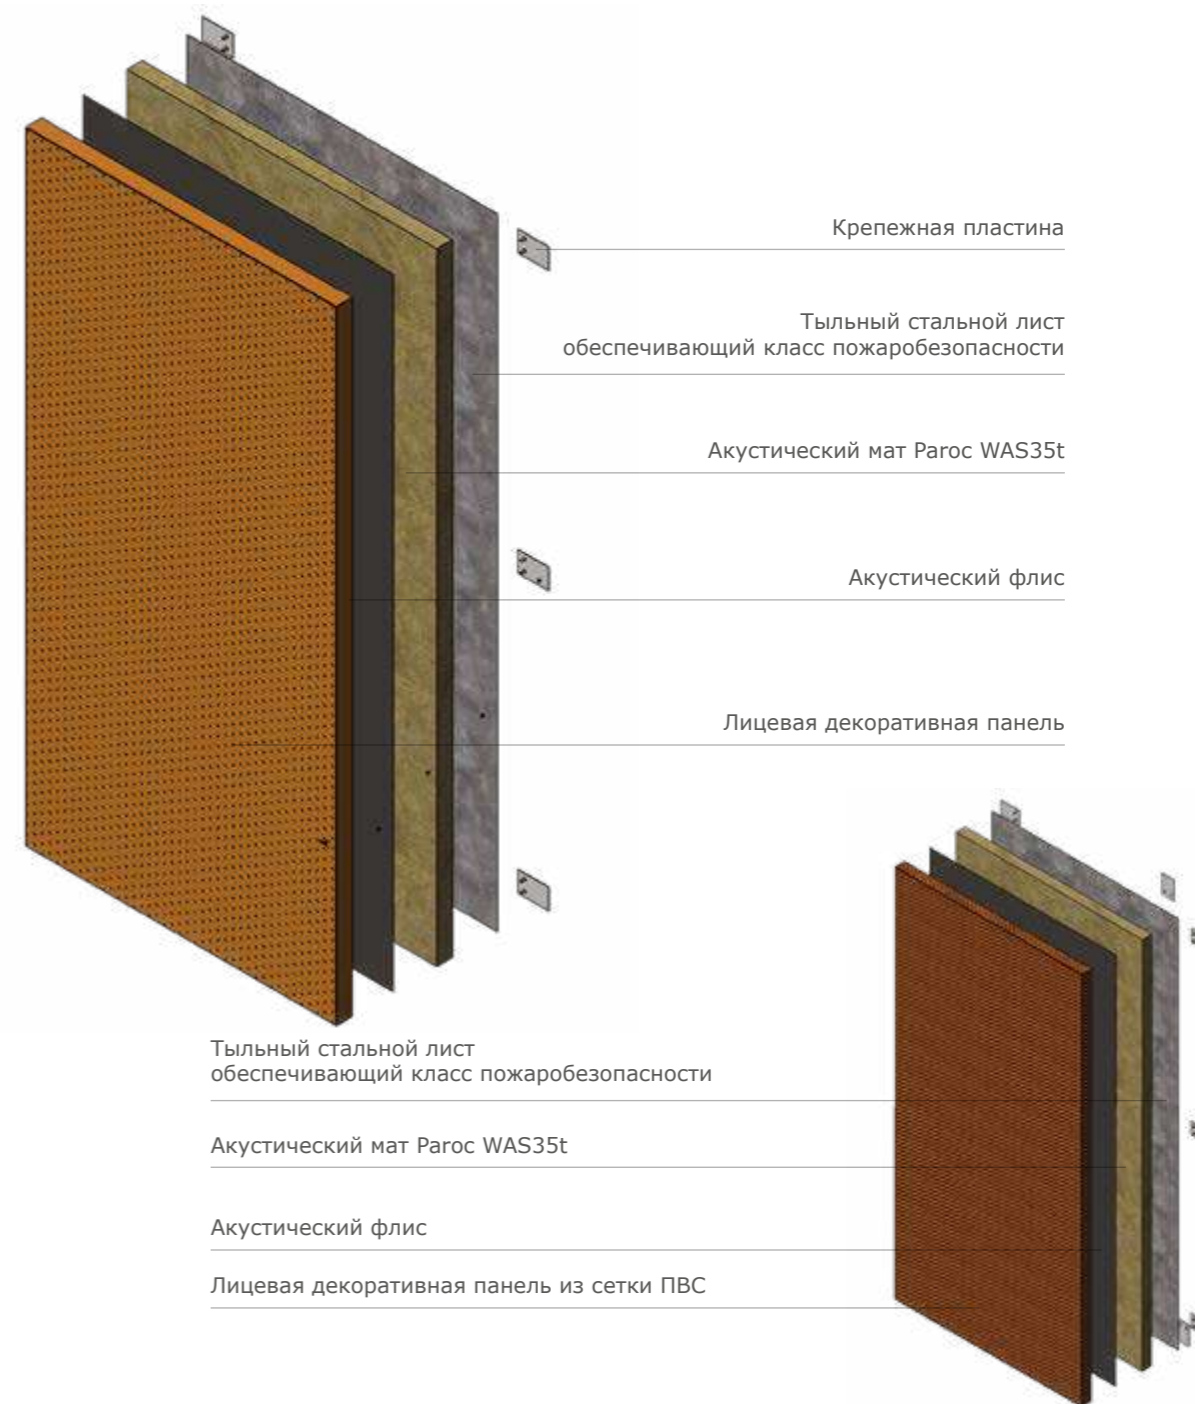 Крепежная пластина
Тыльный стальной лист
обеспечивающий класс пожаробезопасности
Акустический мат Paroc WAS35t
Акустический флис
Лицевая декоративная панель
Тыльный стальной лист
обеспечивающий класс пожаробезопасности
Акустический мат Paroc WAS35t
Акустический флис
Лицевая декоративная панель из сетки ПВС